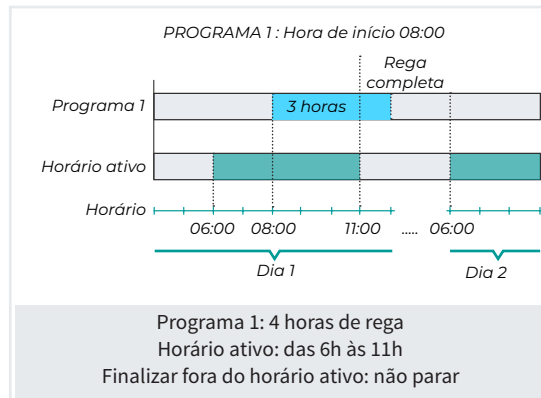 PROGRAMA 1 : Hora de início 08:00
Rega
completa
Programa 1
3 horas
Horário ativo
Horário
06:00 08:00 11:00 ..... 06:00
Dia 1
Dia 2
Programa 1: 4 horas de rega
Horário ativo: das 6h às 11h
Finalizar fora do horário ativo: não parar